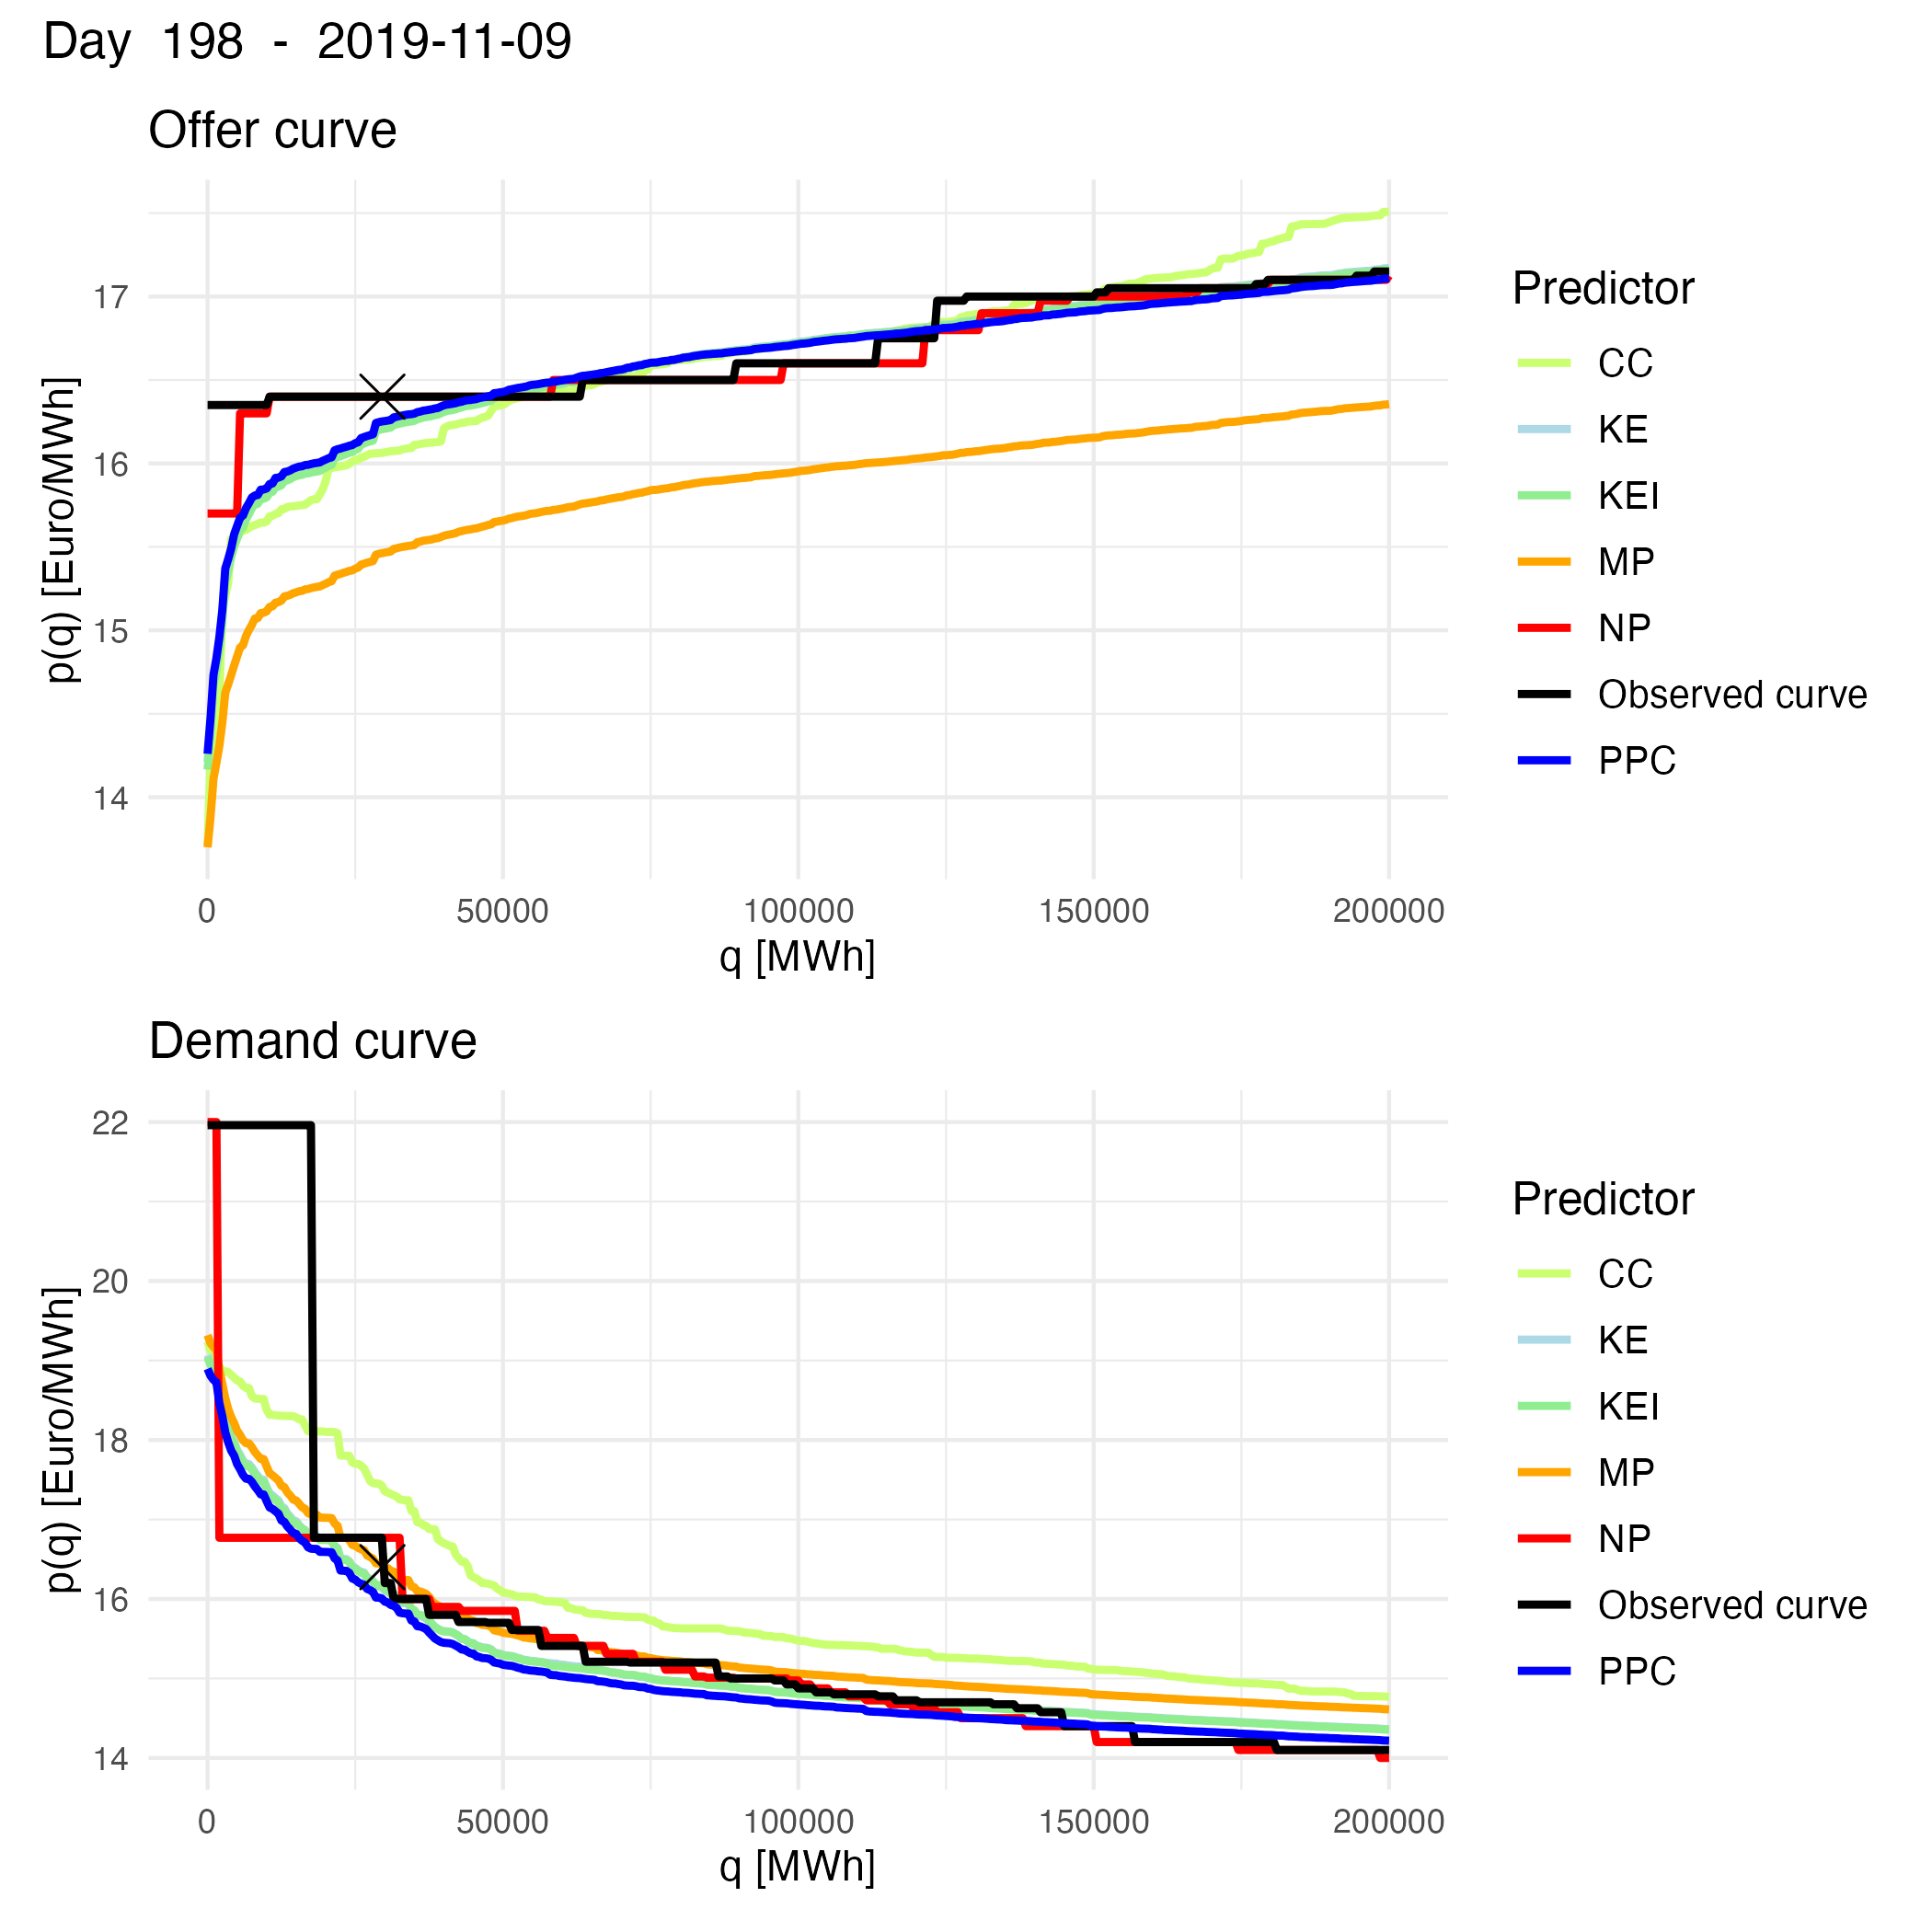 Day 198 - 2019-11-09
Offer curve
p(q) [Euro/MWh]
17
16
15
14
0 50000 100000 150000 200000
q [MWh]
Predictor
CC
KE
KEI
MP
NP
Observed curve
PPC
Demand curve
p(q) [Euro/MWh]
22
20
18
16
14
0 50000 100000 150000 200000
q [MWh]
Predictor
CC
KE
KEI
MP
NP
Observed curve
PPC